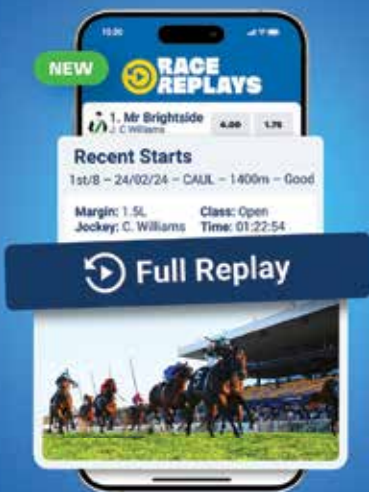 10:30
NEW
RACE
REPLAYS
1. Mr Brightside
J C Williams
4.00 1.75
Recent Starts
1st/8 – 24/02/24 – CAUL – 1400m – Good
Margin: 1.5L Class: Open
Jockey: C. Williams Time: 01:22:54
Full Replay